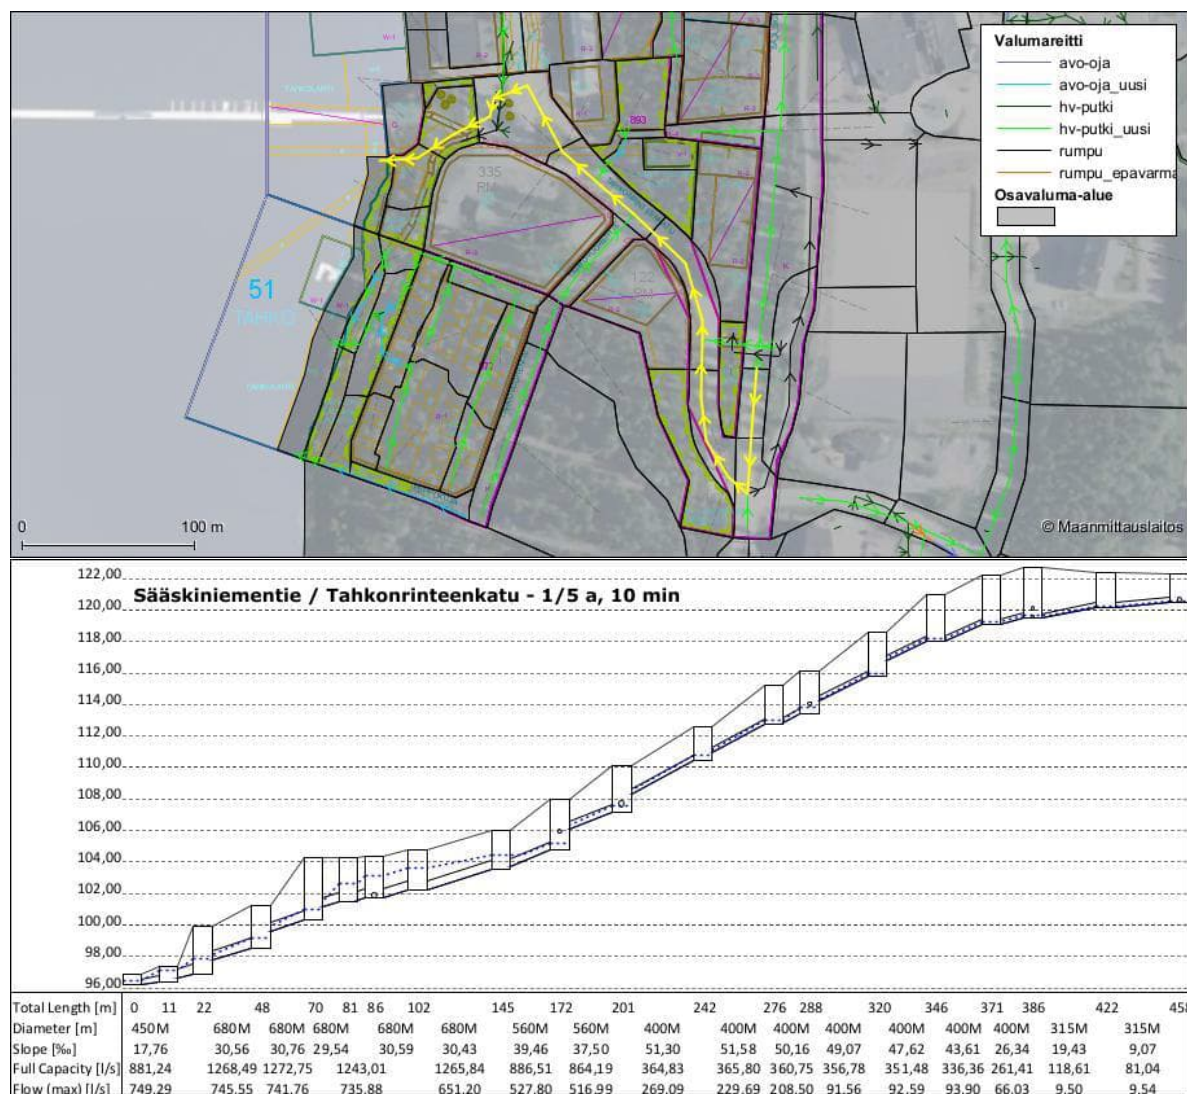 Valumareitti
avo-oja
avo-oja_uusi
hv-putki
hv-putki_uusi
rumpu
rumpu_epavarma
Osavaluma-alue
893
335
122
51
TAHKO
0 100 m
© Maanmittauslaitos
Sääskiniementie / Tahkonrinteenkatu - 1/5 a, 10 min
122,00
120,00
118,00
116,00
114,00
112,00
110,00
108,00
106,00
104,00
102,00
100,00
98,00
96,00
Total Length [m] 0 11 22 48 70 81 86 102 145 172 201 242 276 288 320 346 371 386 422 458
Diameter [m] 450M 680M 680M 680M 680M 680M 560M 560M 400M 400M 400M 400M 400M 400M 400M 315M 315M
Slope [‰] 17,76 30,56 30,76 29,54 30,59 30,43 39,46 37,50 51,30 51,58 50,16 49,07 47,62 43,61 26,34 19,43 9,07
Full Capacity [l/s] 881,24 1268,49 1272,75 1243,01 1265,84 886,51 864,19 364,83 365,80 360,75 356,78 351,48 336,36 261,41 118,61 81,04
Flow (max) [l/s] 749,29 745,55 741,76 735,88 651,20 527,80 516,99 269,09 229,69 208,50 91,56 92,59 93,90 66,03 9,50 9,54